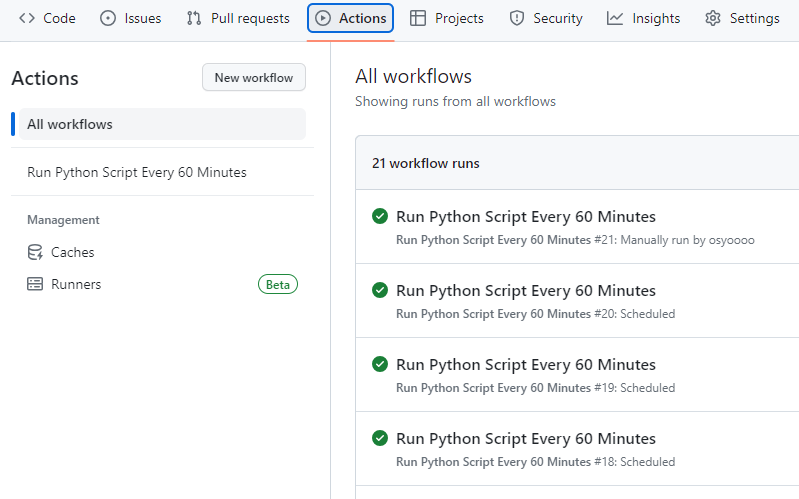 Code Issues Pull requests Actions Projects Security Insights Settings
Actions
New workflow
All workflows
Run Python Script Every 60 Minutes
Management
Caches
Runners Beta
All workflows
Showing runs from all workflows
21 workflow runs
Run Python Script Every 60 Minutes
Run Python Script Every 60 Minutes #21: Manually run by osyoooo
Run Python Script Every 60 Minutes
Run Python Script Every 60 Minutes #20: Scheduled
Run Python Script Every 60 Minutes
Run Python Script Every 60 Minutes #19: Scheduled
Run Python Script Every 60 Minutes
Run Python Script Every 60 Minutes #18: Scheduled